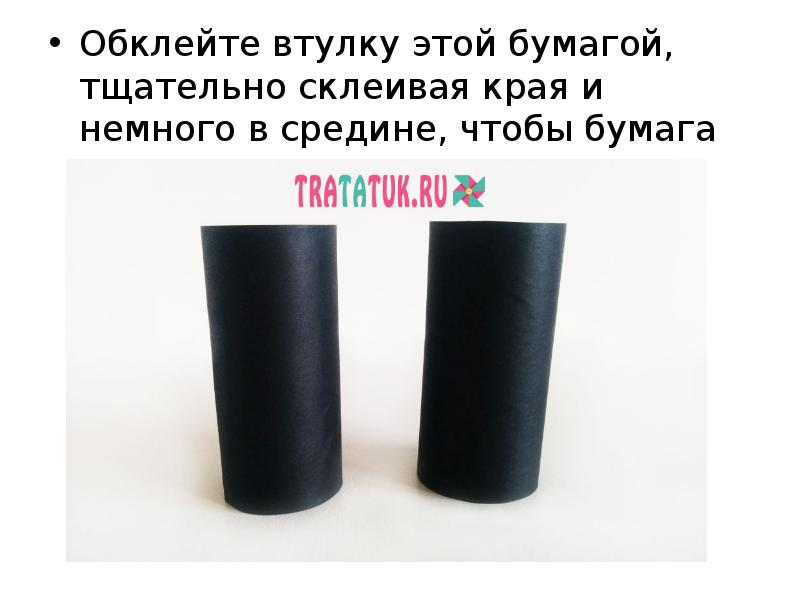 • Обклейте втулку этой бумагой,
тщательно склеивая края и
немного в средине, чтобы бумага
TRATATUK.RU